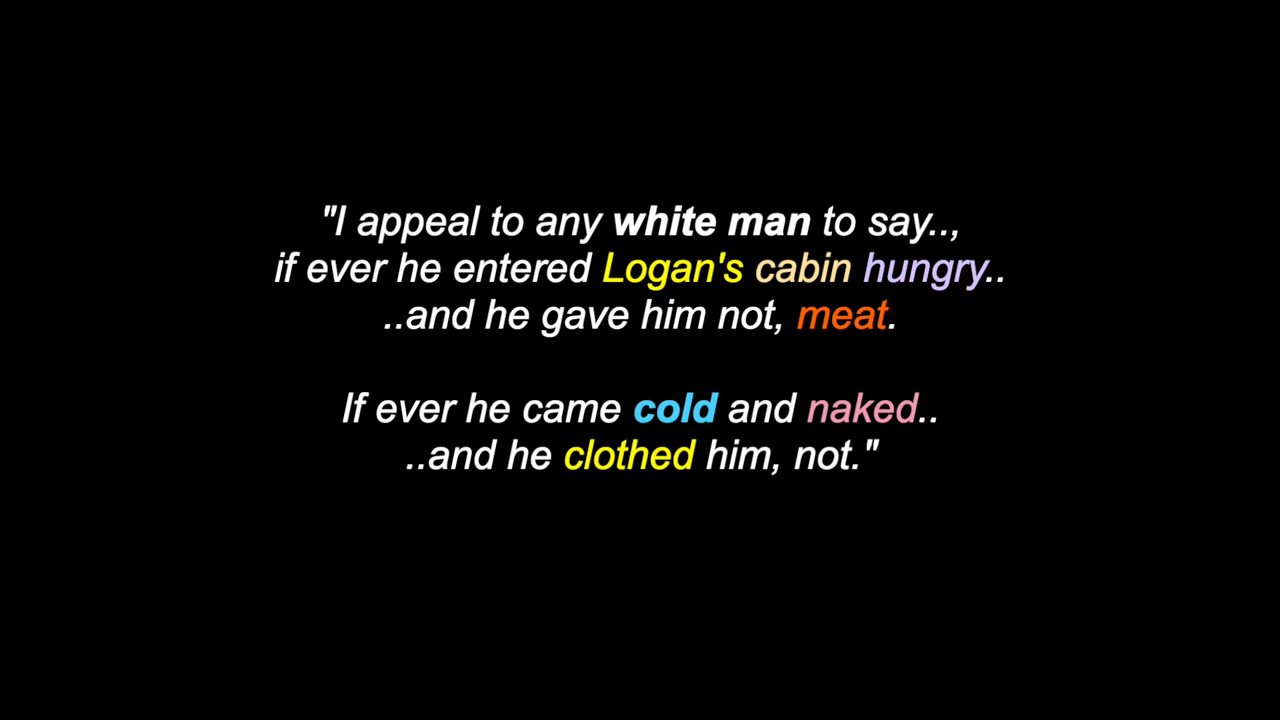 "I appeal to any white man to say..,
if ever he entered Logan's cabin hungry..
..and he gave him not, meat.
If ever he came cold and naked..
..and he clothed him, not."